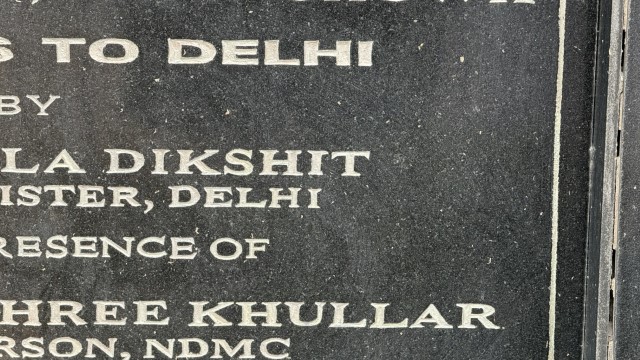 S TO DELHI
BY
LA DIKSHIT
ISTER, DELHI
RESENCE OF
HREE KHULLAR
RSON, NDMC